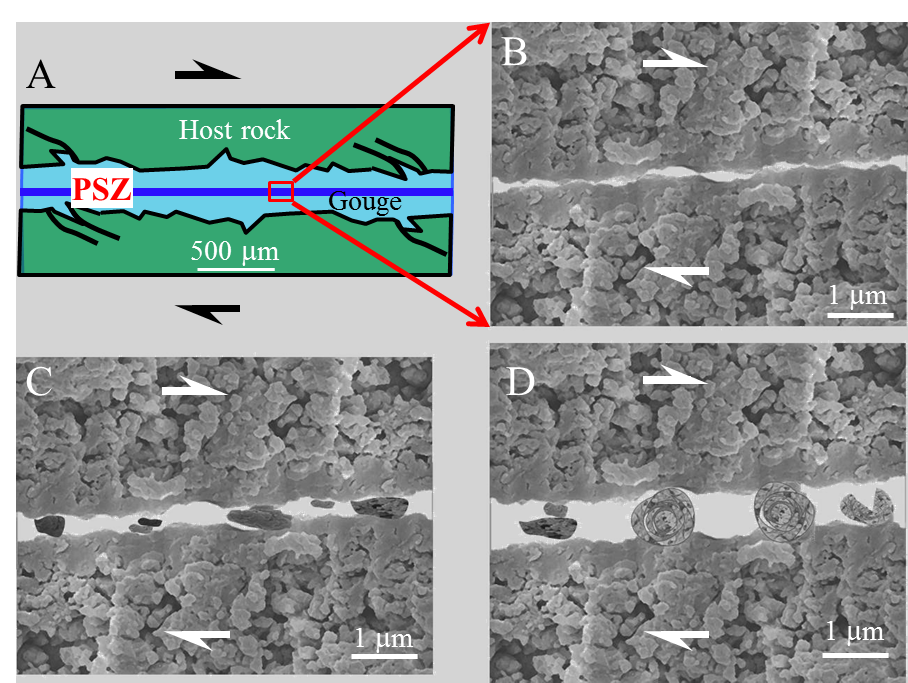 A
Host rock
PSZ
Gouge
500 μm
B
1 μm
C
1 μm
D
1 μm